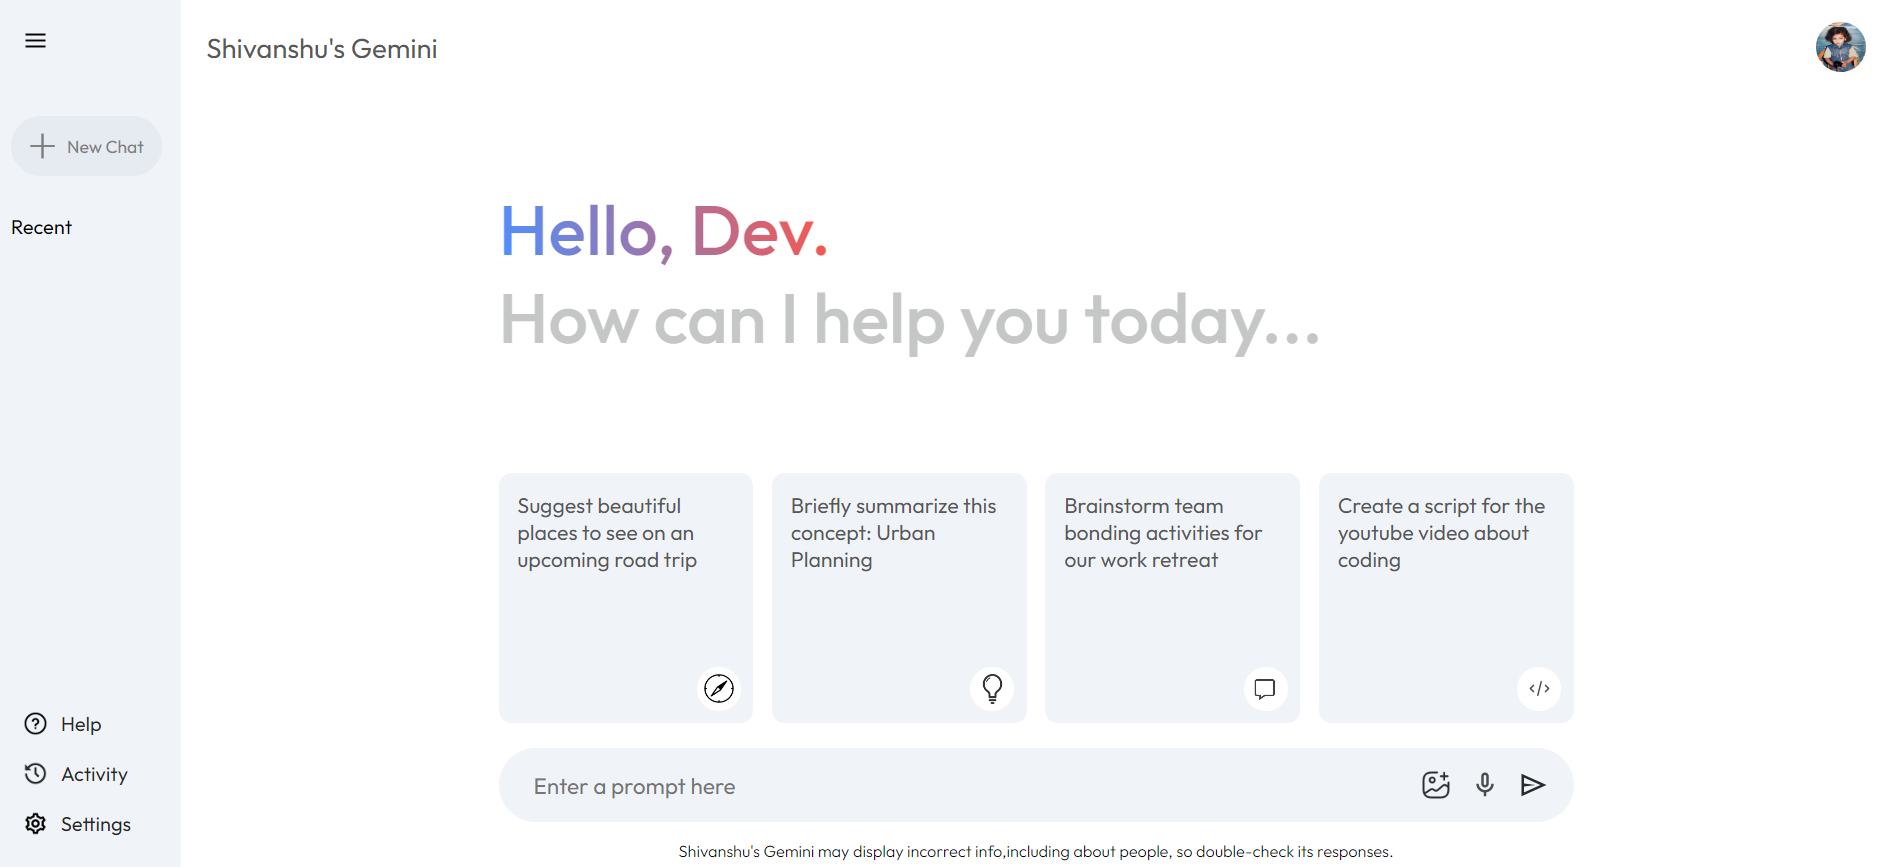 Shivanshu's Gemini
New Chat
Recent
Hello, Dev.
How can I help you today...
Suggest beautiful
places to see on an
upcoming road trip
Briefly summarize this
concept: Urban
Planning
Brainstorm team
bonding activities for
our work retreat
Create a script for the
youtube video about
coding
Help
Activity
Settings
Enter a prompt here
Shivanshu's Gemini may display incorrect info,including about people, so double-check its responses.